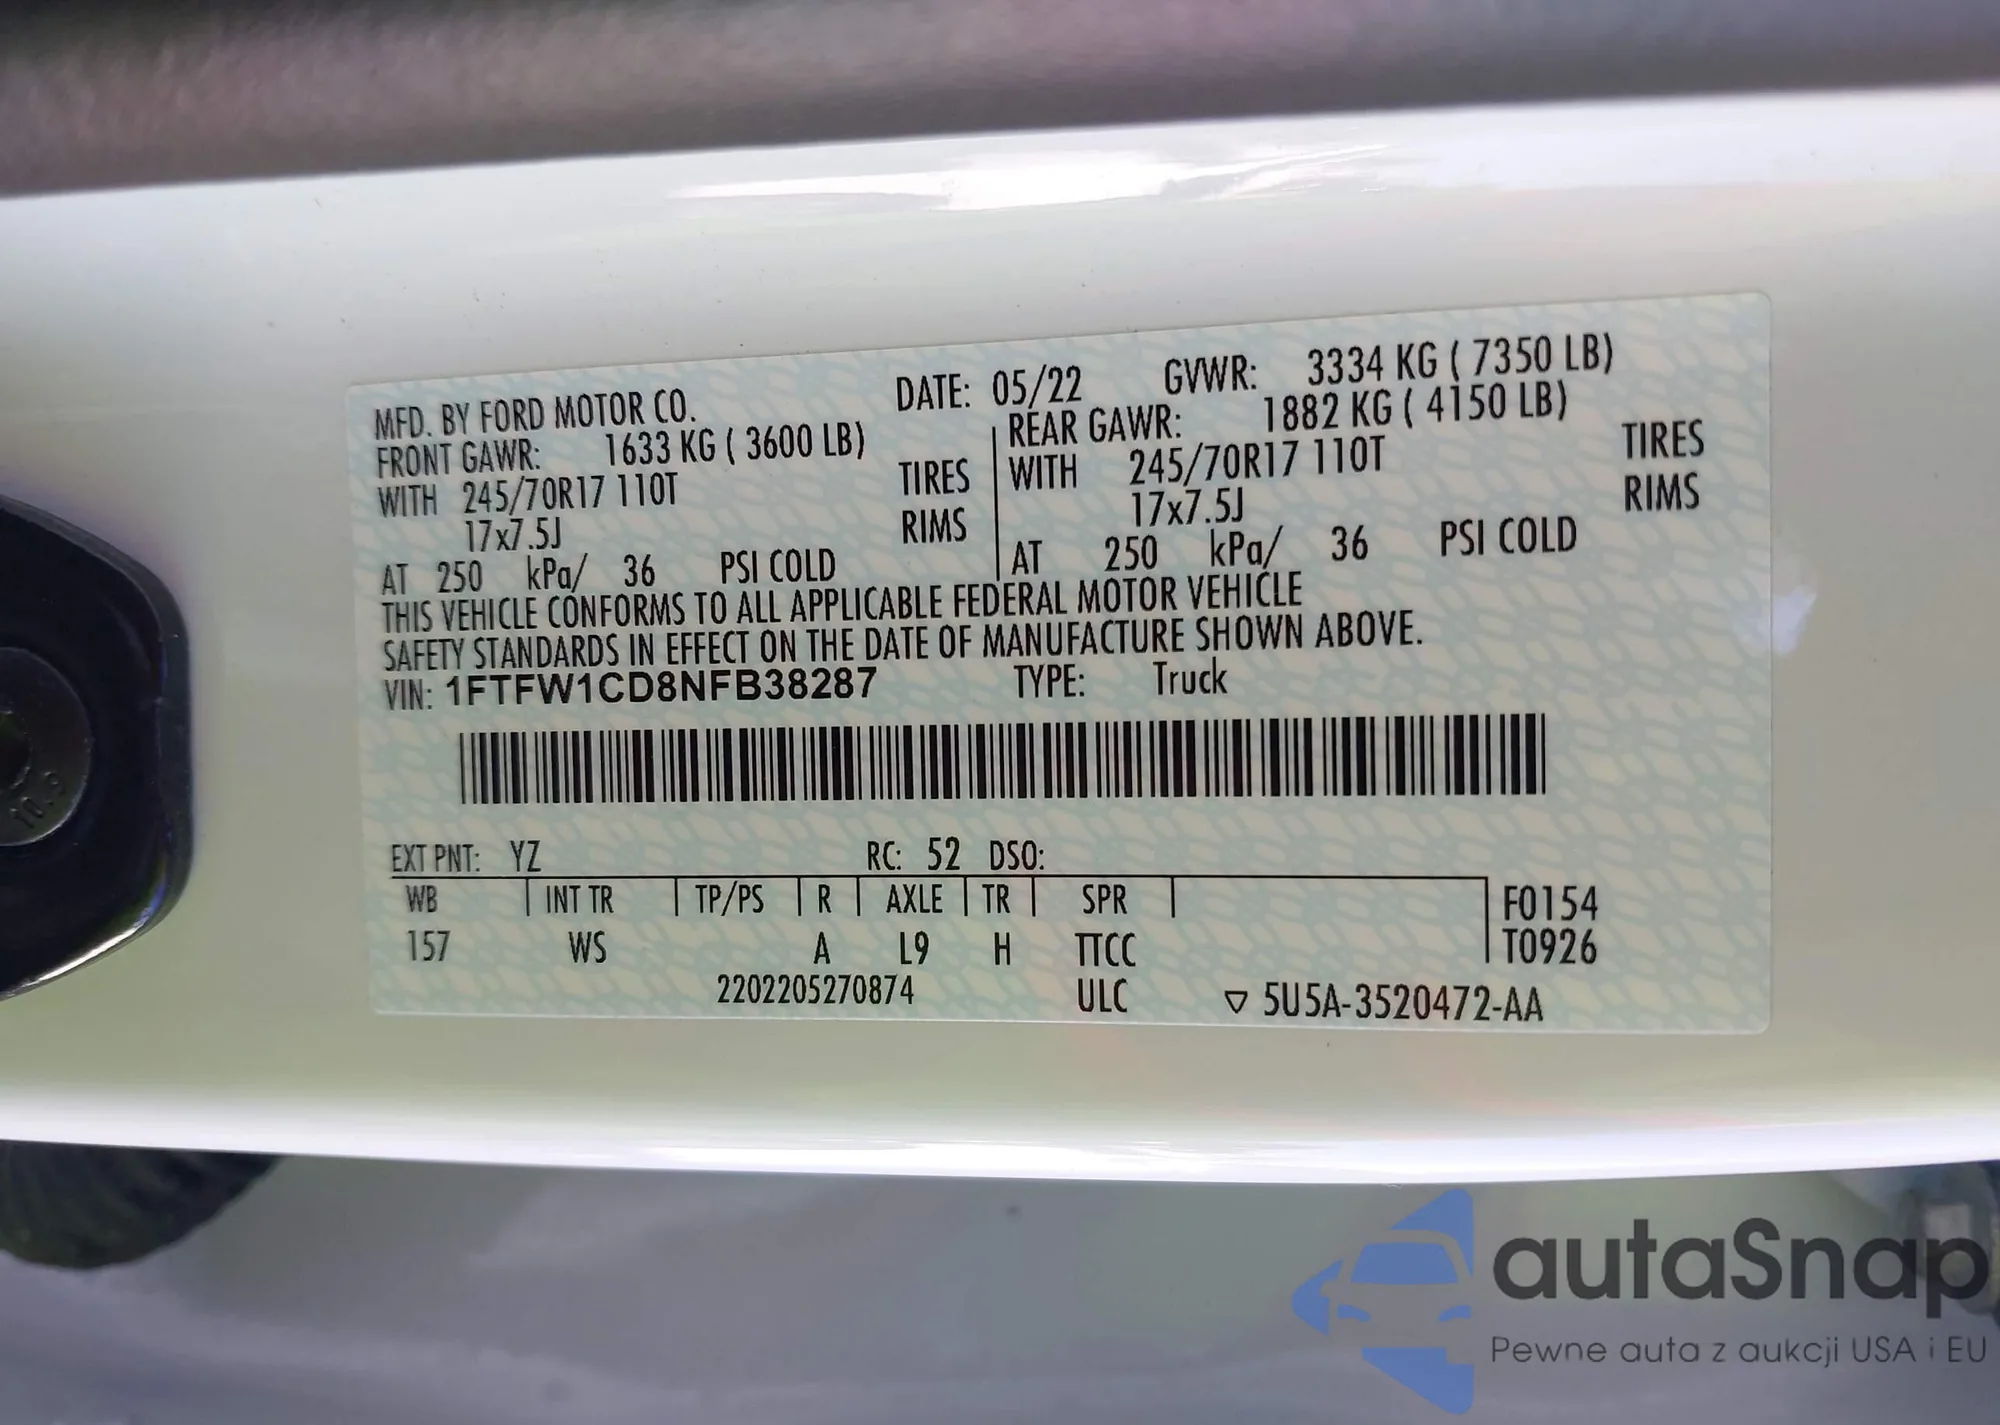 MFD. BY FORD MOTOR CO. DATE: 05/22 GVWR: 3334 KG ( 7350 LB)
FRONT GAWR: 1633 KG ( 3600 LB) REAR GAWR: 1882 KG ( 4150 LB)
WITH 245/70R17 110T TIRES WITH 245/70R17 110T TIRES
17x7.5J RIMS 17x7.5J RIMS
AT 250 kPa/ 36 PSI COLD AT 250 kPa/ 36 PSI COLD
THIS VEHICLE CONFORMS TO ALL APPLICABLE FEDERAL MOTOR VEHICLE
SAFETY STANDARDS IN EFFECT ON THE DATE OF MANUFACTURE SHOWN ABOVE.
VIN: 1FTFW1CD8NFB38287 TYPE: Truck
EXT PNT: YZ RC: 52 DSO:
WB INT TR TP/PS R AXLE TR SPR F0154
157 WS A L9 H TTCC T0926
2202205270874 ULC ▽ 5U5A-3520472-AA
10.9
autaSnap
Pewne auta z aukcji USA i EU